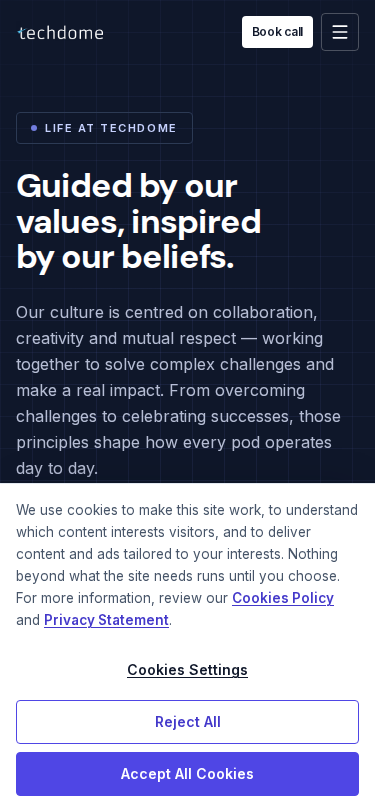 techdome
Book call
LIFE AT TECHDOME
Guided by our
values, inspired
by our beliefs.
Our culture is centred on collaboration,
creativity and mutual respect — working
together to solve complex challenges and
make a real impact. From overcoming
challenges to celebrating successes, those
principles shape how every pod operates
day to day.
We use cookies to make this site work, to understand
which content interests visitors, and to deliver
content and ads tailored to your interests. Nothing
beyond what the site needs runs until you choose.
For more information, review our Cookies Policy
and Privacy Statement.
Cookies Settings
Reject All
Accept All Cookies